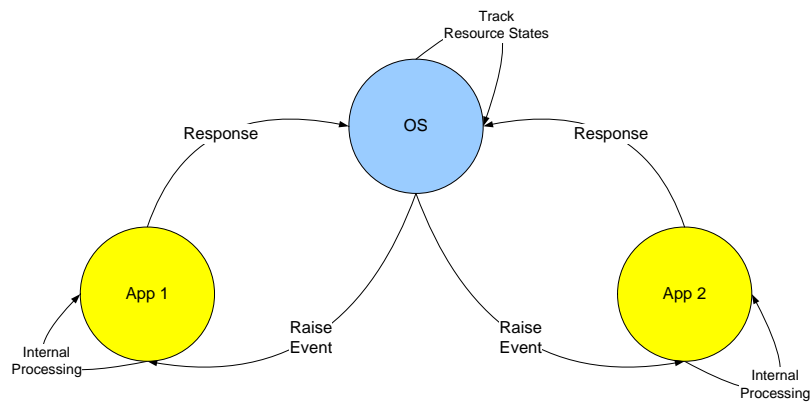 Track
Resource States
OS
Response
Response
App 1
App 2
Raise
Event
Raise
Event
Internal
Processing
Internal
Processing